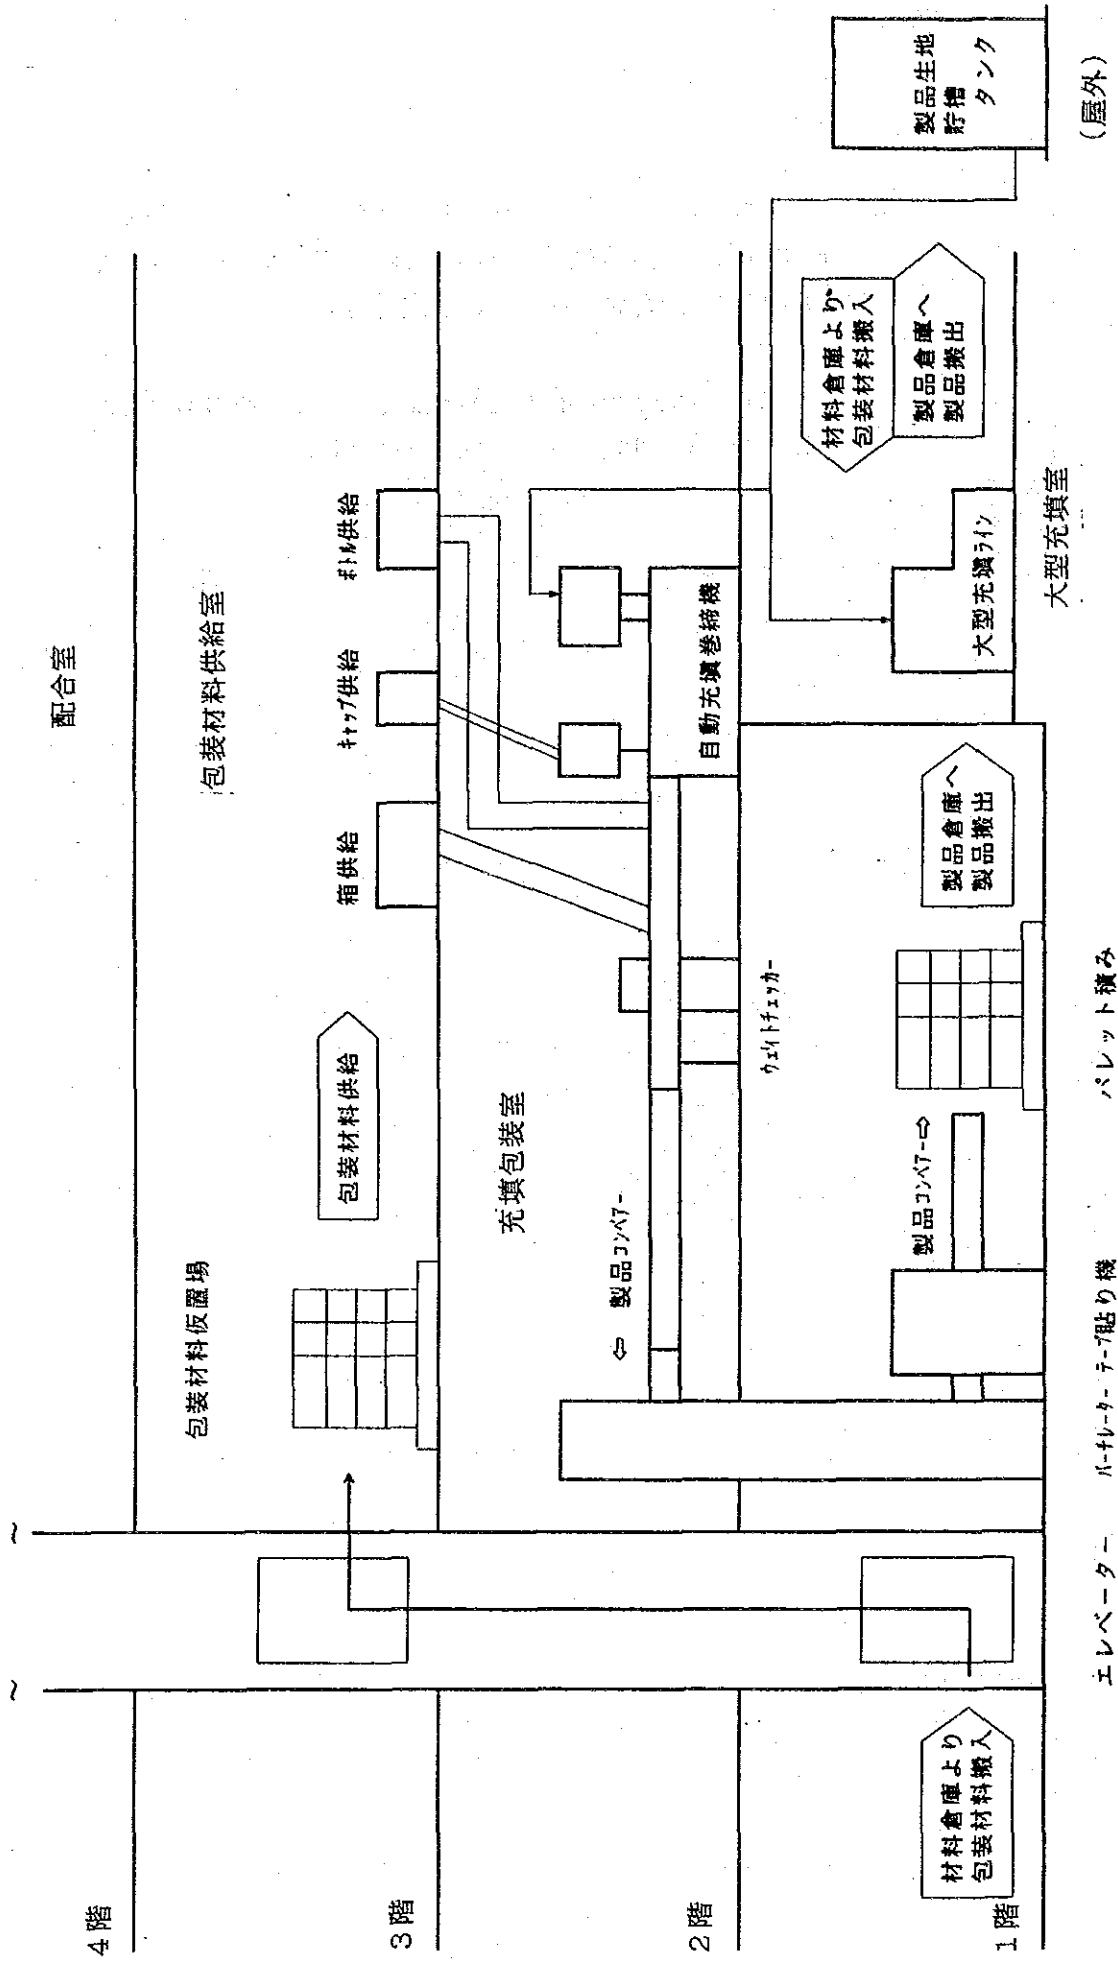 4階
配合室
包装材料仮置場
包装材料供給室
包装材料供給
箱供給
キャップ供給
ボトル供給
3階
充填包装室
⇦ 製品コンベアー
自動充填巻締機
2階
ウェイトチェッカー
材料倉庫より
包装材料搬入
製品コンベアー⇨
製品倉庫へ
製品搬出
大型充填ライン
材料倉庫より
包装材料搬入
製品倉庫へ
製品搬出
製品生地
貯槽
タンク
1階
大型充填室
(屋外)
エレベーター
バーチレーター
テープ貼り機
パレット積み